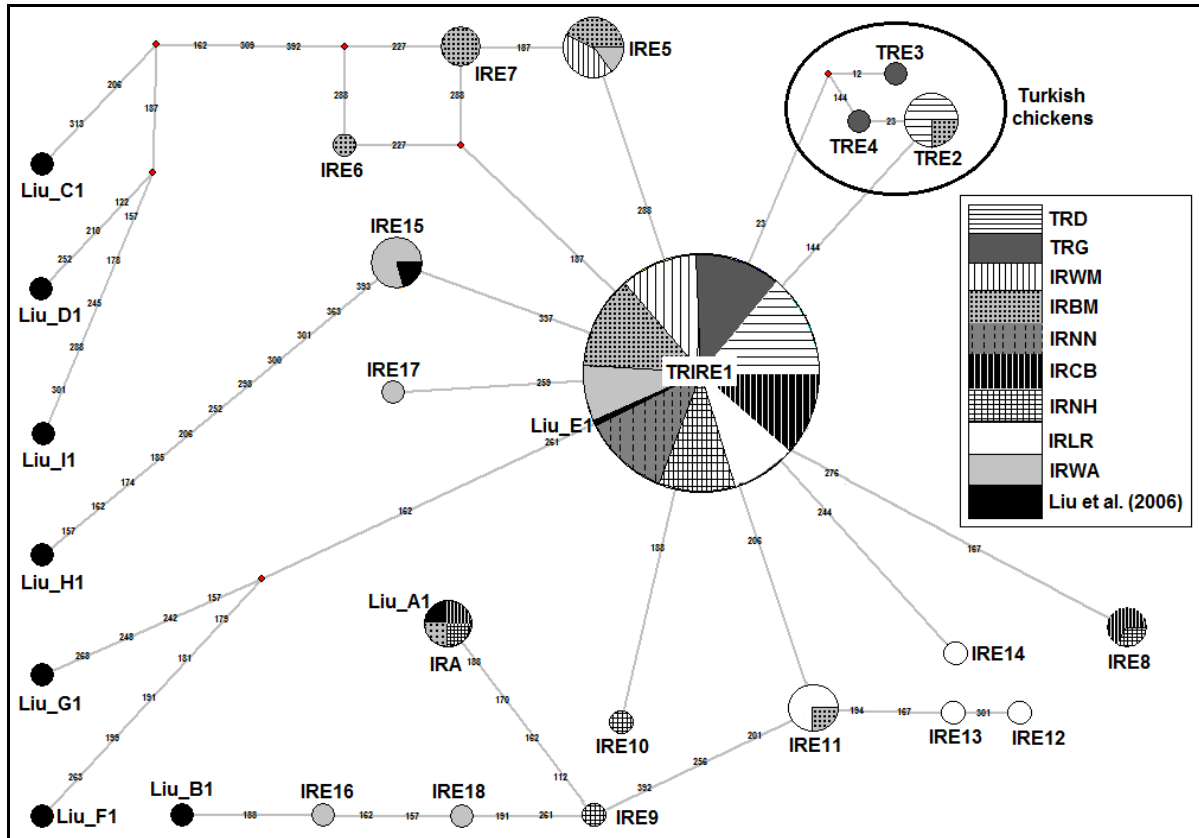 162
309
392
227
187
IRE7
IRE5
206
313
187
288
288
Liu_C1
IRE6
227
122
210
252
157
178
245
288
301
Liu_D1
Liu_I1
TRE3
12
144
23
TRE4
TRE2
Turkish
chickens
23
144
288
187
IRE15
393
363
301
300
298
252
206
185
174
162
157
Liu_H1
337
IRE17
259
TRIRE1
Liu_E1
261
162
157
242
248
268
Liu_G1
179
181
191
199
263
Liu_F1
TRD
TRG
IRWM
IRBM
IRNN
IRCB
IRNH
IRLR
IRWA
Liu et al. (2006)
276
167
IRE8
244
IRE14
206
188
IRE10
Liu_A1
IRA
188
170
162
112
IRE11
194
167
IRE13
301
IRE12
201
256
392
IRE9
Liu_B1
188
IRE16
162
157
IRE18
191
261